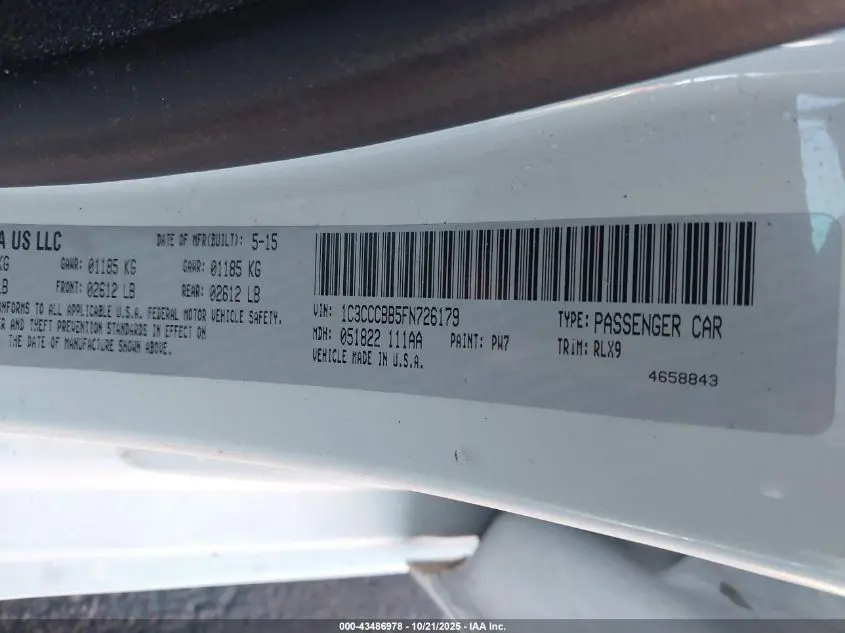 A US LLC
DATE OF MFR(BUILT): 5-15
KG GAWR: 01185 KG GAWR: 01185 KG
LB FRONT: 02612 LB REAR: 02612 LB
CONFORMS TO ALL APPLICABLE U.S.A. FEDERAL MOTOR VEHICLE SAFETY,
R AND THEFT PREVENTION STANDARDS IN EFFECT ON
THE DATE OF MANUFACTURE SHOWN ABOVE.
VIN: 1C3CCCBB5FN726179
TYPE: PASSENGER CAR
MDH: 051822 111AA PAINT: PW7
TRIM: RLX9
VEHICLE MADE IN U.S.A.
4658843
000-43486978 - 10/21/2025 - IAA Inc.